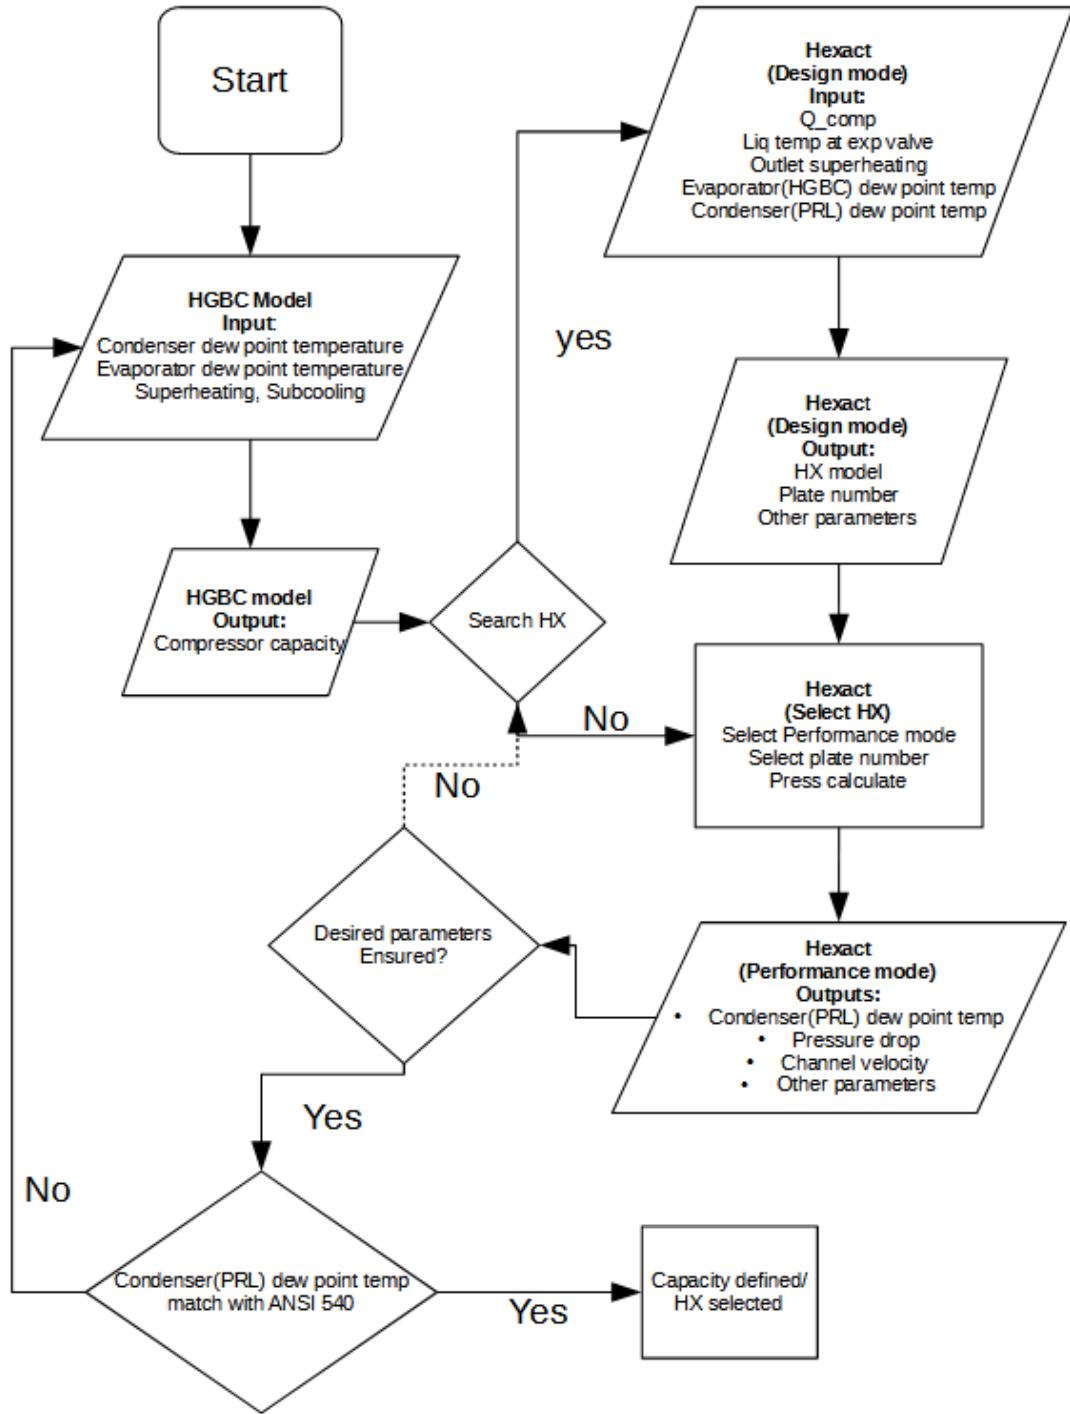 Start
HGBC Model
Input:
Condenser dew point temperature
Evaporator dew point temperature
Superheating, Subcooling
HGBC model
Output:
Compressor capacity
Search HX
yes
Hexact
(Design mode)
Input:
Q_comp
Liq temp at exp valve
Outlet superheating
Evaporator(HGBC) dew point temp
Condenser(PRL) dew point temp
Hexact
(Design mode)
Output:
HX model
Plate number
Other parameters
No
Hexact
(Select HX)
Select Performance mode
Select plate number
Press calculate
Hexact
(Performance mode)
Outputs:
• Condenser(PRL) dew point temp
• Pressure drop
• Channel velocity
• Other parameters
Desired parameters
Ensured?
No
Yes
Condenser(PRL) dew point temp
match with ANSI 540
No
Yes
Capacity defined/
HX selected